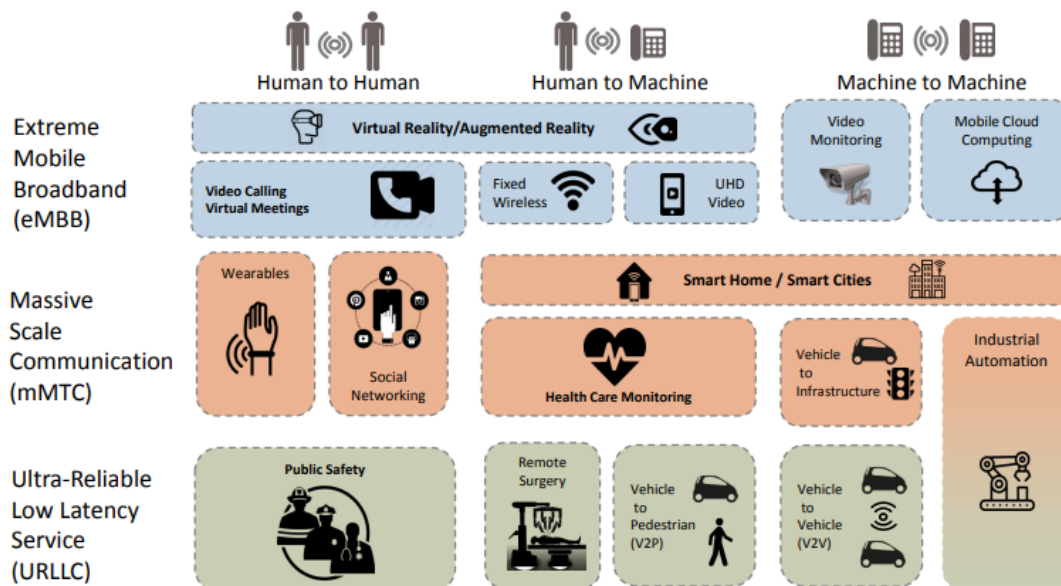 Human to Human
Human to Machine
Machine to Machine
Extreme
Mobile
Broadband
(eMBB)
Virtual Reality/Augmented Reality
Video
Monitoring
Mobile Cloud
Computing
Video Calling
Virtual Meetings
Fixed
Wireless
UHD
Video
Massive
Scale
Communication
(mMTC)
Wearables
Social
Networking
Smart Home / Smart Cities
Health Care Monitoring
Vehicle
to
Infrastructure
Industrial
Automation
Ultra-Reliable
Low Latency
Service
(URLLC)
Public Safety
Remote
Surgery
Vehicle
to
Pedestrian
(V2P)
Vehicle
to
Vehicle
(V2V)